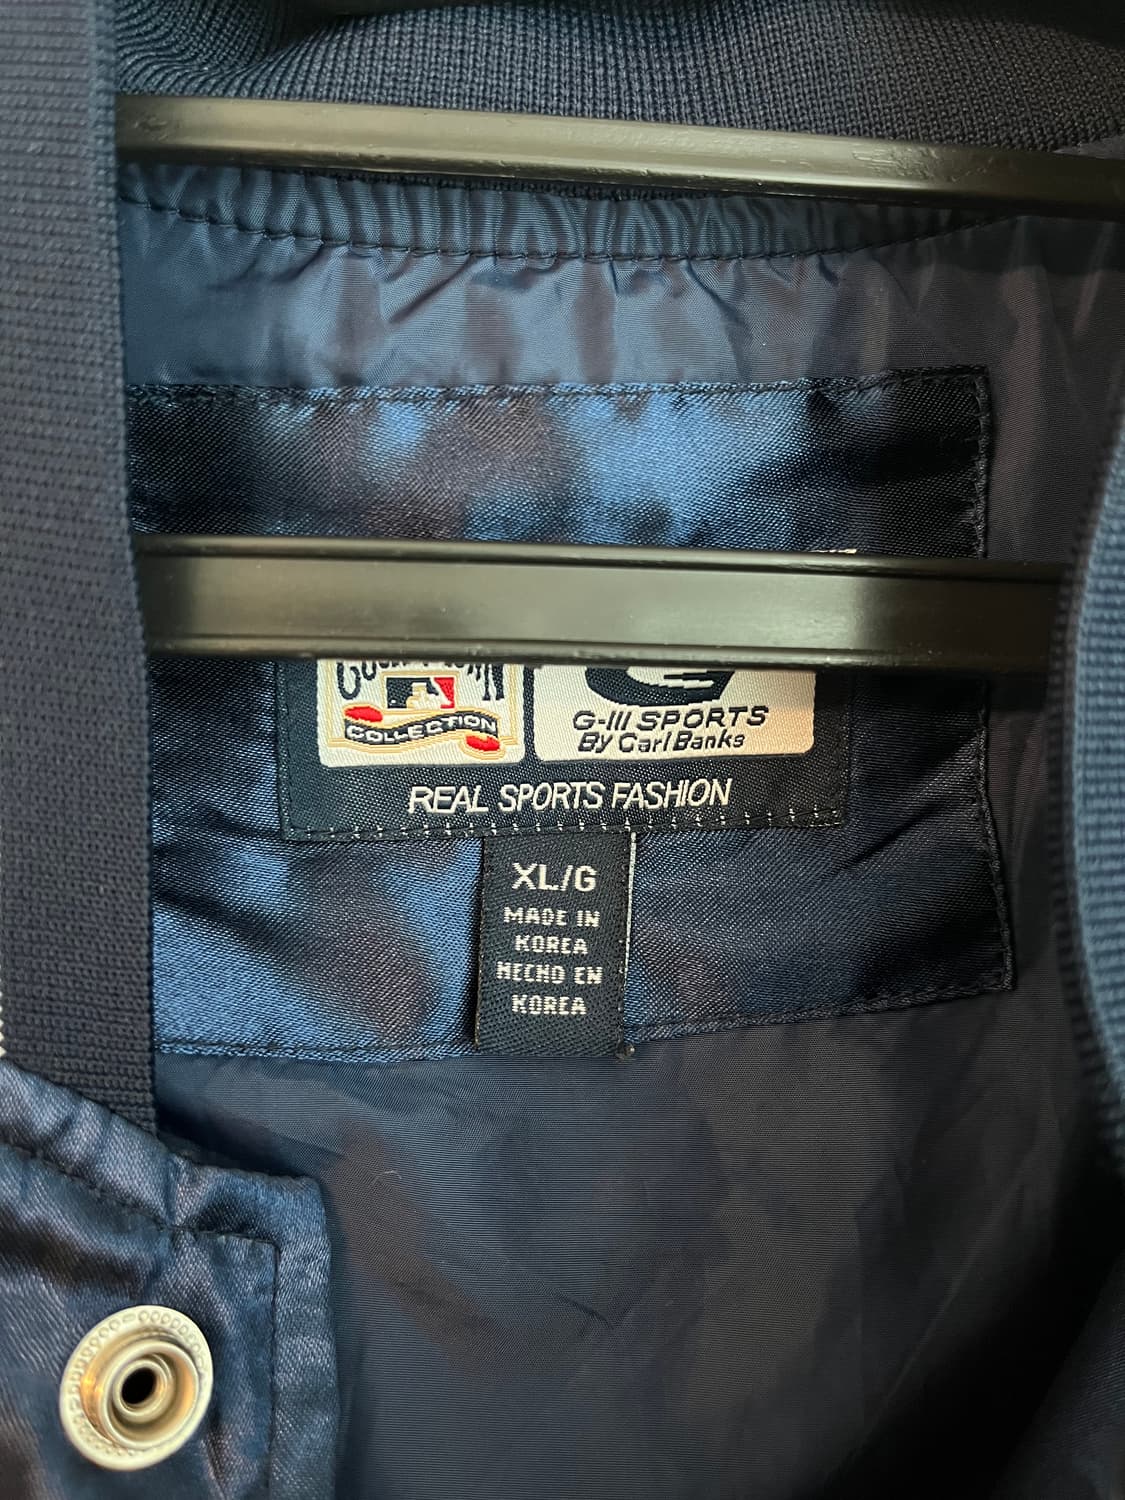 COLLECTION
G-III SPORTS
By Carl Banks
REAL SPORTS FASHION
XL/G
MADE IN
KOREA
HECHO EN
KOREA